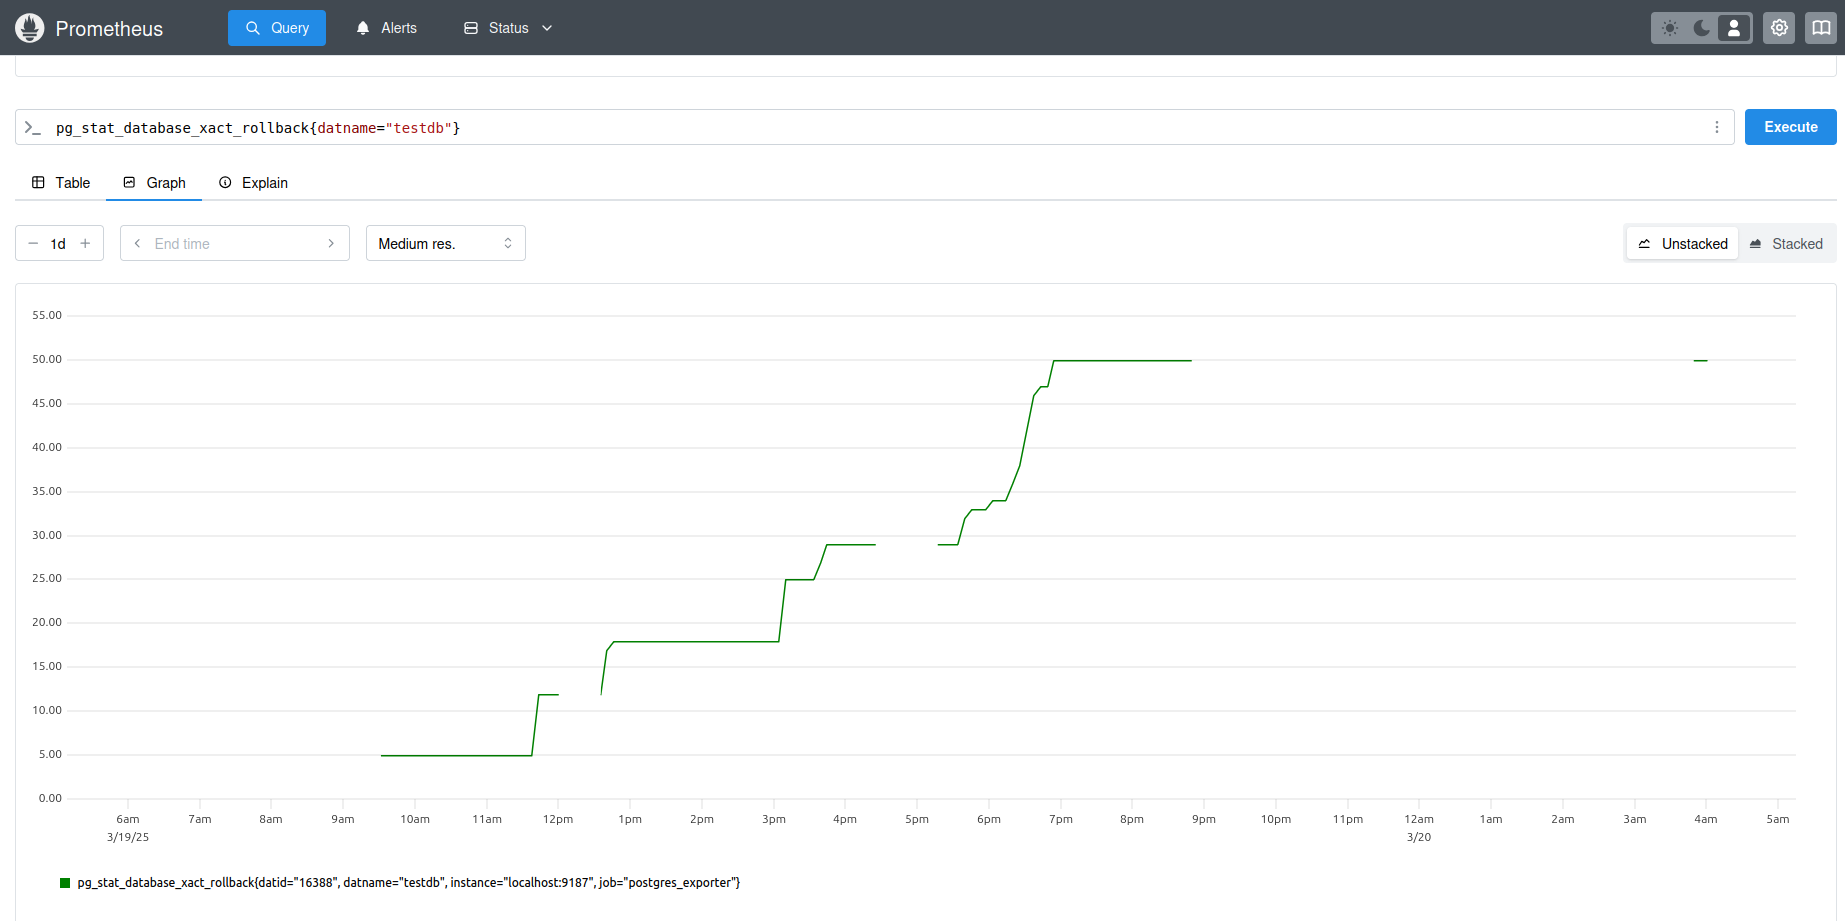 Prometheus Query Alerts Status
pg_stat_database_xact_rollback{datname="testdb"} Execute
Table Graph Explain
1d End time Medium res. Unstacked Stacked
55.00
50.00
45.00
40.00
35.00
30.00
25.00
20.00
15.00
10.00
5.00
0.00
6am 7am 8am 9am 10am 11am 12pm 1pm 2pm 3pm 4pm 5pm 6pm 7pm 8pm 9pm 10pm 11pm 12am 1am 2am 3am 4am 5am
3/19/25 3/20
pg_stat_database_xact_rollback{datid="16388", datname="testdb", instance="localhost:9187", job="postgres_exporter"}